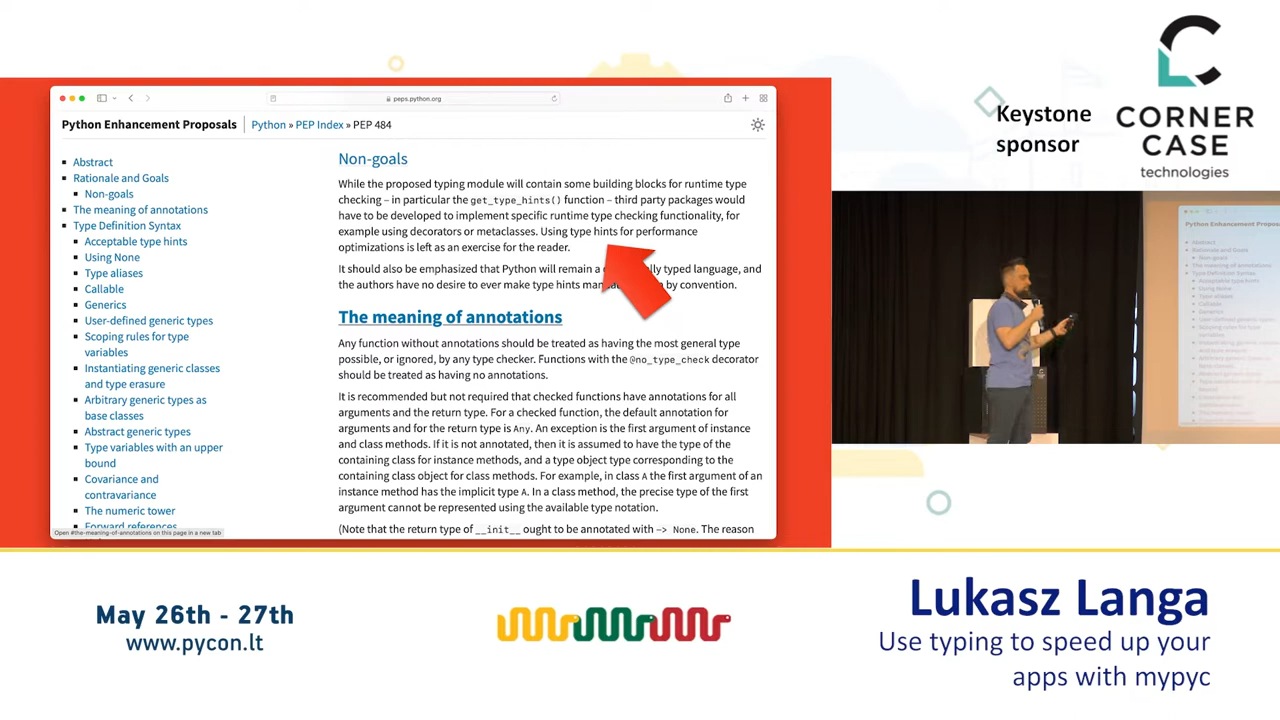 peps.python.org
Python Enhancement Proposals
Python » PEP Index » PEP 484
Abstract
Rationale and Goals
Non-goals
The meaning of annotations
Type Definition Syntax
Acceptable type hints
Using None
Type aliases
Callable
Generics
User-defined generic types
Scoping rules for type
variables
Instantiating generic classes
and type erasure
Arbitrary generic types as
base classes
Abstract generic types
Type variables with an upper
bound
Covariance and
contravariance
The numeric tower
Forward references
Open #the-meaning-of-annotations on this page in a new tab
Non-goals
While the proposed typing module will contain some building blocks for runtime type
checking – in particular the get_type_hints() function – third party packages would
have to be developed to implement specific runtime type checking functionality, for
example using decorators or metaclasses. Using type hints for performance
optimizations is left as an exercise for the reader.
It should also be emphasized that Python will remain a typed language, and
the authors have no desire to ever make type hints by convention.
The meaning of annotations
Any function without annotations should be treated as having the most general type
possible, or ignored, by any type checker. Functions with the @no_type_check decorator
should be treated as having no annotations.
It is recommended but not required that checked functions have annotations for all
arguments and the return type. For a checked function, the default annotation for
arguments and for the return type is Any. An exception is the first argument of instance
and class methods. If it is not annotated, then it is assumed to have the type of the
containing class for instance methods, and a type object type corresponding to the
containing class object for class methods. For example, in class A the first argument of an
instance method has the implicit type A. In a class method, the precise type of the first
argument cannot be represented using the available type notation.
(Note that the return type of __init__ ought to be annotated with -> None. The reason
Keystone
sponsor
CORNER
CASE
technologies
May 26th - 27th
www.pycon.lt
Lukasz Langa
Use typing to speed up your
apps with mypyc